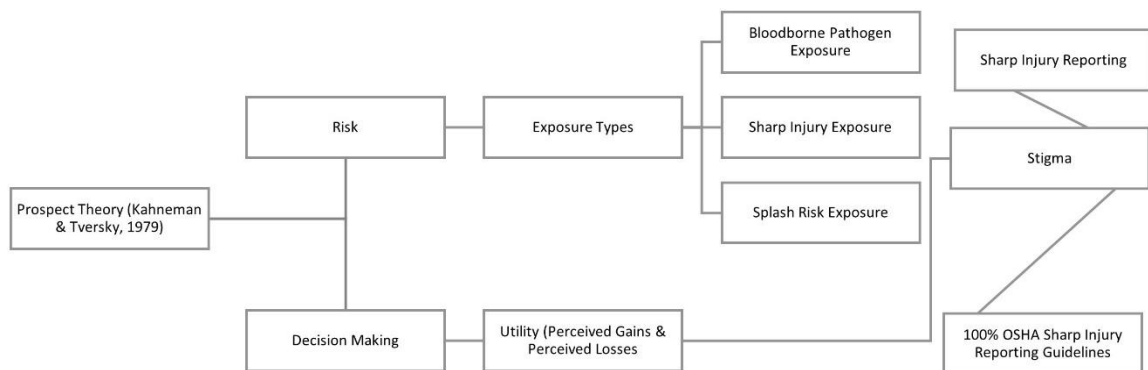 Bloodborne Pathogen
Exposure
Sharp Injury Reporting
Risk
Exposure Types
Sharp Injury Exposure
Stigma
Prospect Theory (Kahneman
& Tversky, 1979)
Splash Risk Exposure
Decision Making
Utility (Perceived Gains &
Perceived Losses
100% OSHA Sharp Injury
Reporting Guidelines